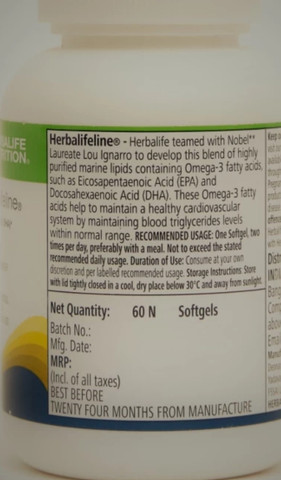 Herbalifeline® - Herbalife teamed with Nobel**
Laureate Lou Ignarro to develop this blend of highly
purified marine lipids containing Omega-3 fatty acids,
such as Eicosapentaenoic Acid (EPA) and
Docosahexaenoic Acid (DHA). These Omega-3 fatty
acids help to maintain a healthy cardiovascular
system by maintaining blood triglycerides levels
within normal range. RECOMMENDED USAGE: One Softgel, two
times per day, preferably with a meal. Not to exceed the stated
recommended daily usage. Duration of Use: Consume at your own
discretion and per labelled recommended usage. Storage Instructions: Store
with lid tightly closed in a cool, dry place below 30°C and away from sunlight.
Net Quantity: 60 N Softgels
Batch No.:
Mfg. Date:
MRP:
(Incl. of all taxes)
BEST BEFORE
TWENTY FOUR MONTHS FROM MANUFACTURE